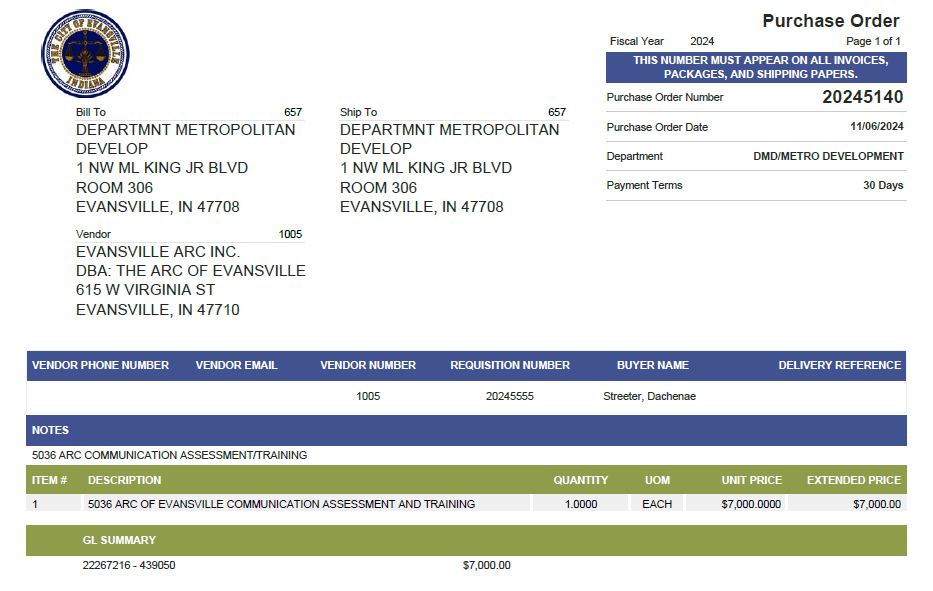 THE CITY OF EVANSVILLE
INDIANA
Purchase Order
Fiscal Year 2024 Page 1 of 1
THIS NUMBER MUST APPEAR ON ALL INVOICES,
PACKAGES, AND SHIPPING PAPERS.
Purchase Order Number 20245140
Purchase Order Date 11/06/2024
Department DMD/METRO DEVELOPMENT
Payment Terms 30 Days
Bill To 657
DEPARTMNT METROPOLITAN
DEVELOP
1 NW ML KING JR BLVD
ROOM 306
EVANSVILLE, IN 47708
Ship To 657
DEPARTMNT METROPOLITAN
DEVELOP
1 NW ML KING JR BLVD
ROOM 306
EVANSVILLE, IN 47708
Vendor 1005
EVANSVILLE ARC INC.
DBA: THE ARC OF EVANSVILLE
615 W VIRGINIA ST
EVANSVILLE, IN 47710
VENDOR PHONE NUMBER VENDOR EMAIL VENDOR NUMBER REQUISITION NUMBER BUYER NAME DELIVERY REFERENCE
1005 20245555 Streeter, Dachenae
NOTES
5036 ARC COMMUNICATION ASSESSMENT/TRAINING
ITEM # DESCRIPTION QUANTITY UOM UNIT PRICE EXTENDED PRICE
1 5036 ARC OF EVANSVILLE COMMUNICATION ASSESSMENT AND TRAINING 1.0000 EACH $7,000.0000 $7,000.00
GL SUMMARY
22267216 - 439050 $7,000.00